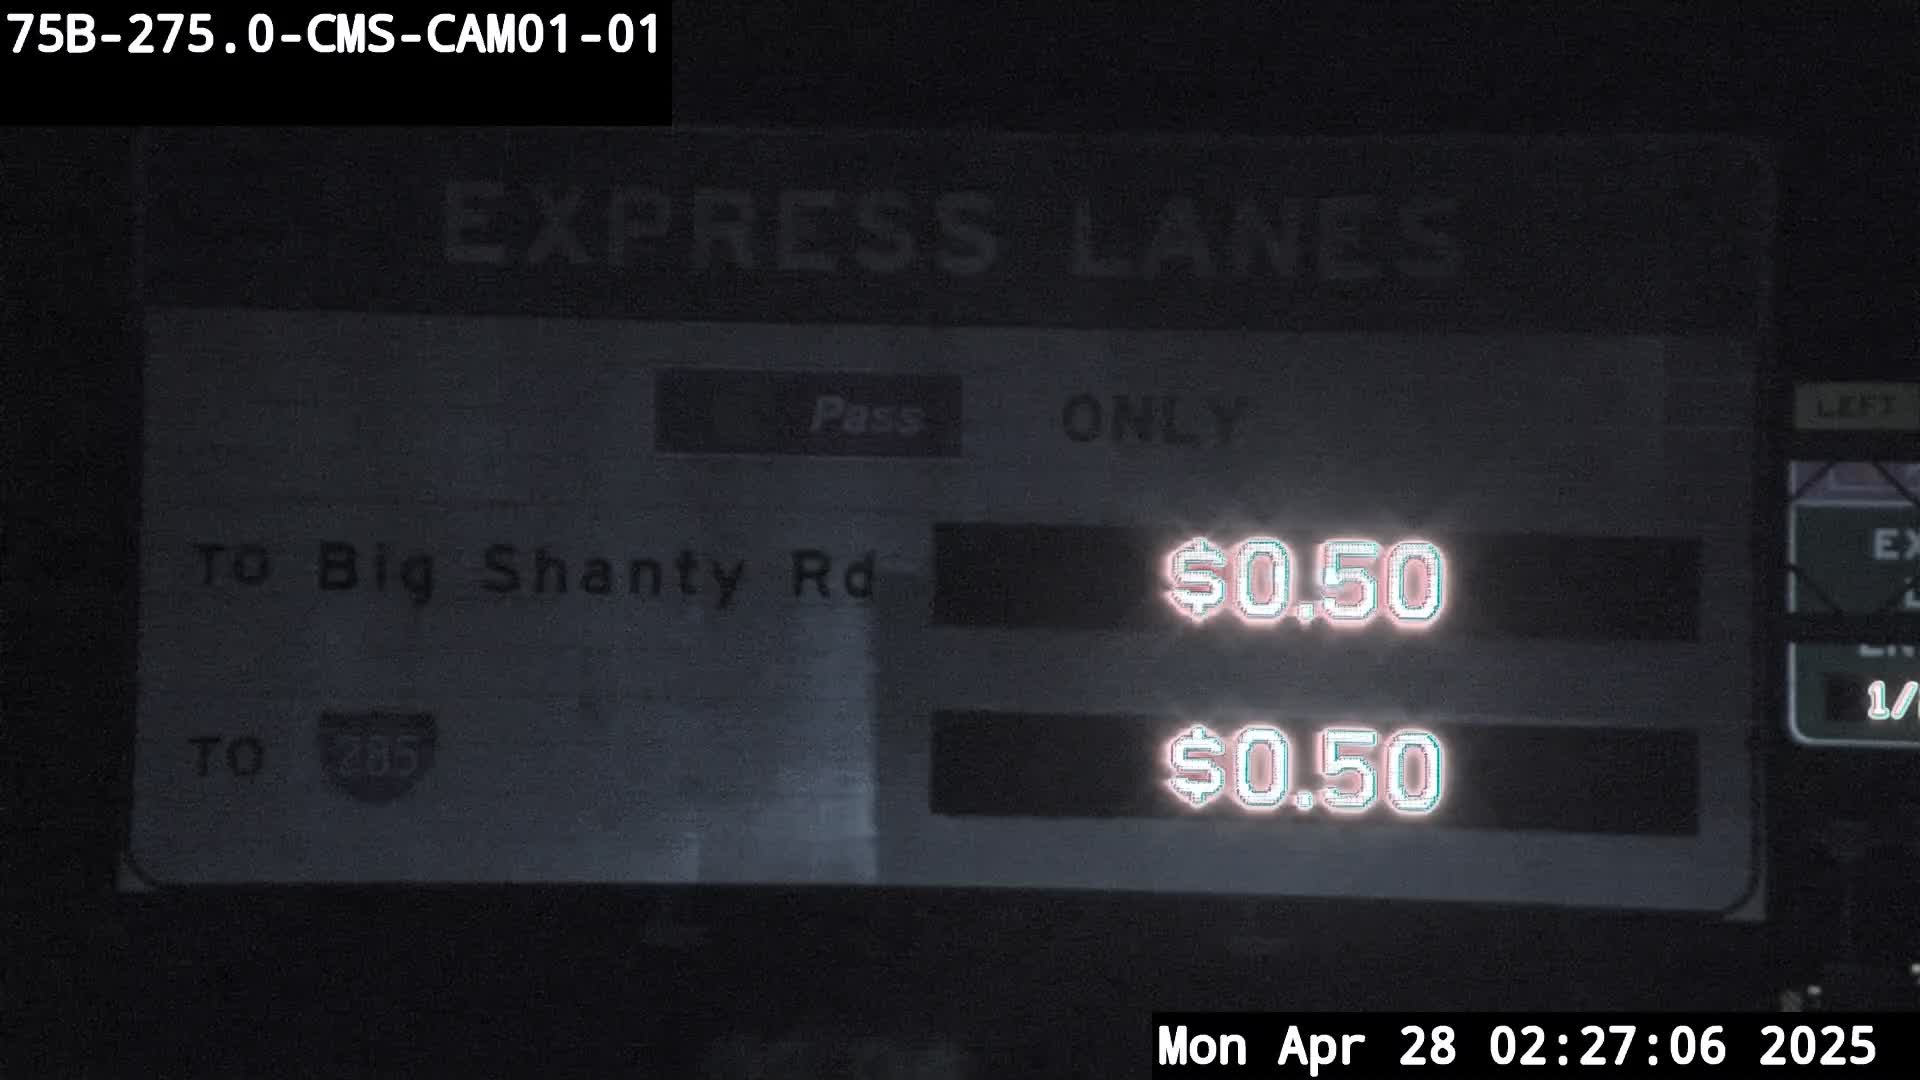 75B-275.0-CMS-CAM01-01
EXPRESS LANES
Pass ONLY
TO Big Shanty Rd $0.50
TO 285 $0.50
LEFT
1/
Mon Apr 28 02:27:06 2025